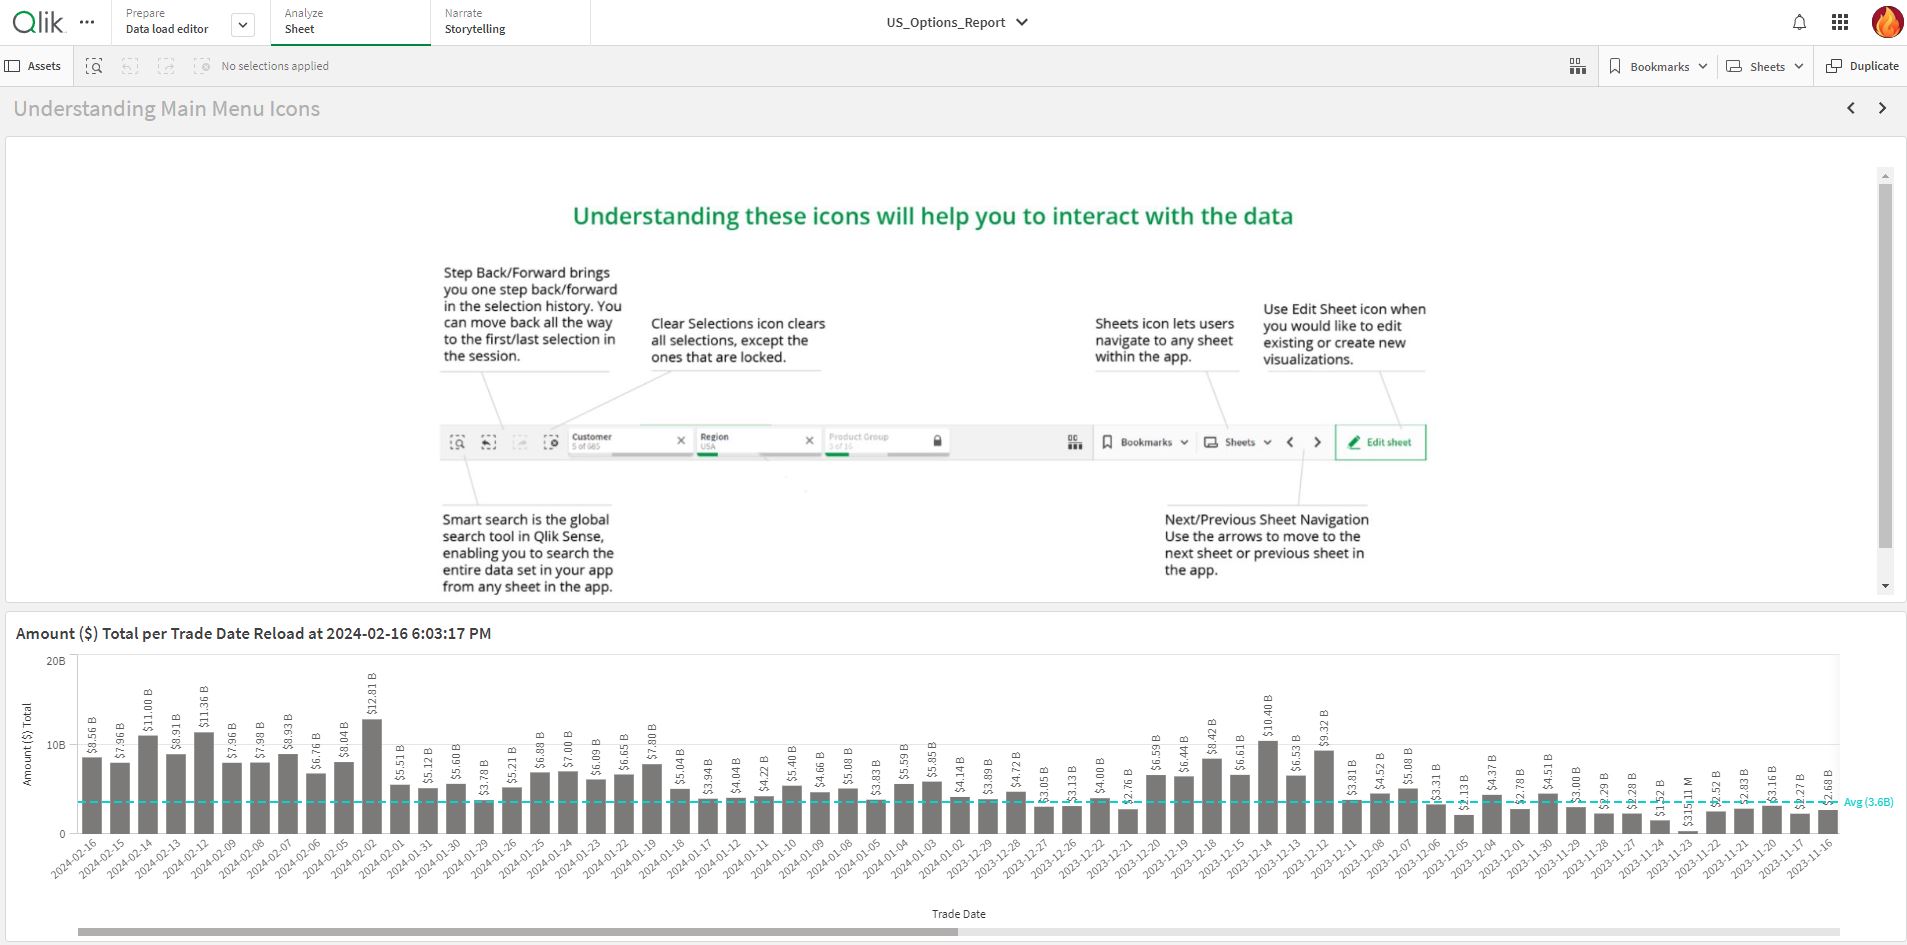 Qlik
Prepare
Data load editor
Analyze
Sheet
Narrate
Storytelling
US_Options_Report
Assets
No selections applied
Bookmarks
Sheets
Duplicate
Understanding Main Menu Icons
Understanding these icons will help you to interact with the data
Step Back/Forward brings
you one step back/forward
in the selection history. You
can move back all the way
to the first/last selection in
the session.
Clear Selections icon clears
all selections, except the
ones that are locked.
Sheets icon lets users
navigate to any sheet
within the app.
Use Edit Sheet icon when
you would like to edit
existing or create new
visualizations.
Customer
5 of 685
Region
USA
Product Group
3 of 16
Bookmarks
Sheets
Edit sheet
Smart search is the global
search tool in Qlik Sense,
enabling you to search the
entire data set in your app
from any sheet in the app.
Next/Previous Sheet Navigation
Use the arrows to move to the
next sheet or previous sheet in
the app.
Amount ($) Total per Trade Date Reload at 2024-02-16 6:03:17 PM
Amount ($) Total
20B
10B
0
$8.56 B
$7.96 B
$11.00 B
$8.91 B
$11.36 B
$7.96 B
$7.98 B
$8.93 B
$6.76 B
$8.04 B
$12.81 B
$5.51 B
$5.12 B
$5.60 B
$3.78 B
$5.21 B
$6.88 B
$7.00 B
$6.09 B
$6.65 B
$7.80 B
$5.04 B
$3.94 B
$4.04 B
$4.22 B
$5.40 B
$4.66 B
$5.08 B
$3.83 B
$5.59 B
$5.85 B
$4.14 B
$3.89 B
$4.72 B
$3.05 B
$3.13 B
$4.00 B
$2.76 B
$6.59 B
$6.44 B
$8.42 B
$6.61 B
$10.40 B
$6.53 B
$9.32 B
$3.81 B
$4.52 B
$5.08 B
$3.31 B
$2.13 B
$4.37 B
$2.78 B
$4.51 B
$3.00 B
$2.29 B
$2.28 B
$1.52 B
$315.11 M
$2.52 B
$2.83 B
$3.16 B
$2.27 B
$2.68 B
Avg (3.6B)
2024-02-16
2024-02-15
2024-02-14
2024-02-13
2024-02-12
2024-02-09
2024-02-08
2024-02-07
2024-02-06
2024-02-05
2024-02-02
2024-02-01
2024-01-31
2024-01-30
2024-01-29
2024-01-26
2024-01-25
2024-01-24
2024-01-23
2024-01-22
2024-01-19
2024-01-18
2024-01-17
2024-01-12
2024-01-11
2024-01-10
2024-01-09
2024-01-08
2024-01-05
2024-01-04
2024-01-03
2024-01-02
2023-12-29
2023-12-28
2023-12-27
2023-12-26
2023-12-22
2023-12-21
2023-12-20
2023-12-19
2023-12-18
2023-12-15
2023-12-14
2023-12-13
2023-12-12
2023-12-11
2023-12-08
2023-12-07
2023-12-06
2023-12-05
2023-12-04
2023-12-01
2023-11-30
2023-11-29
2023-11-28
2023-11-27
2023-11-24
2023-11-23
2023-11-22
2023-11-21
2023-11-20
2023-11-17
2023-11-16
Trade Date